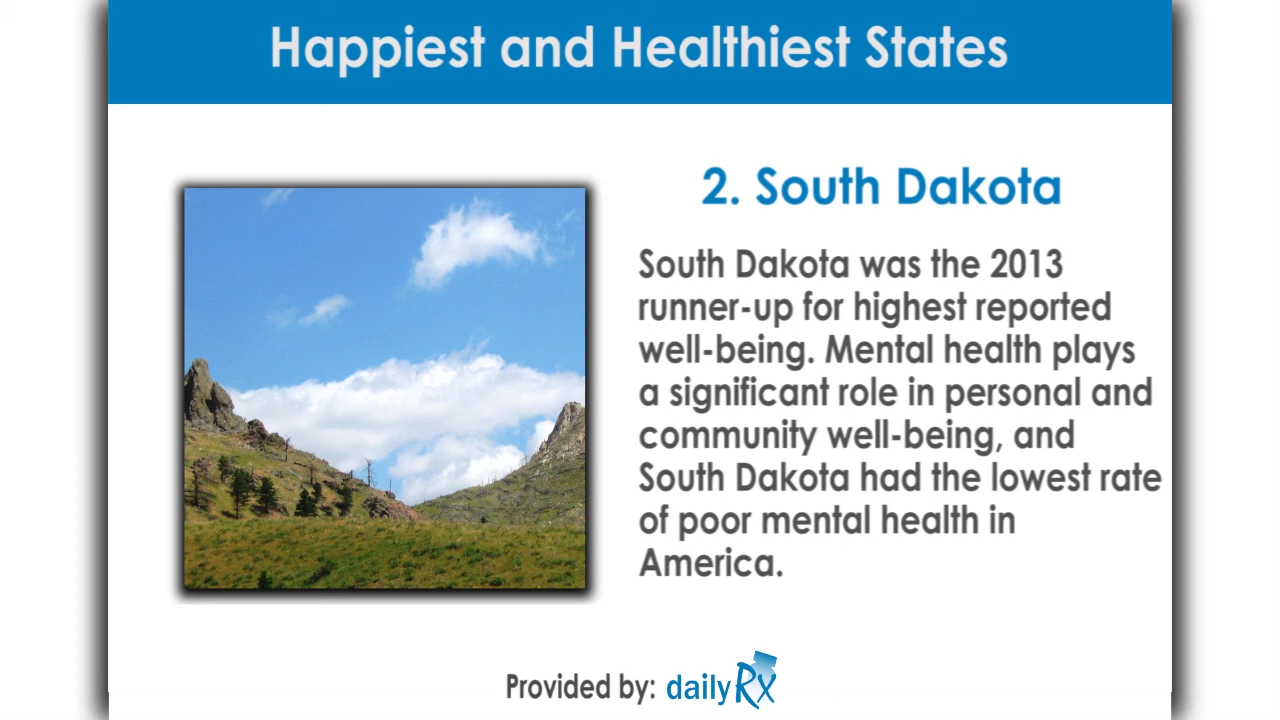 Happiest and Healthiest States
2. South Dakota
South Dakota was the 2013
runner-up for highest reported
well-being. Mental health plays
a significant role in personal and
community well-being, and
South Dakota had the lowest rate
of poor mental health in
America.
Provided by: dailyRx